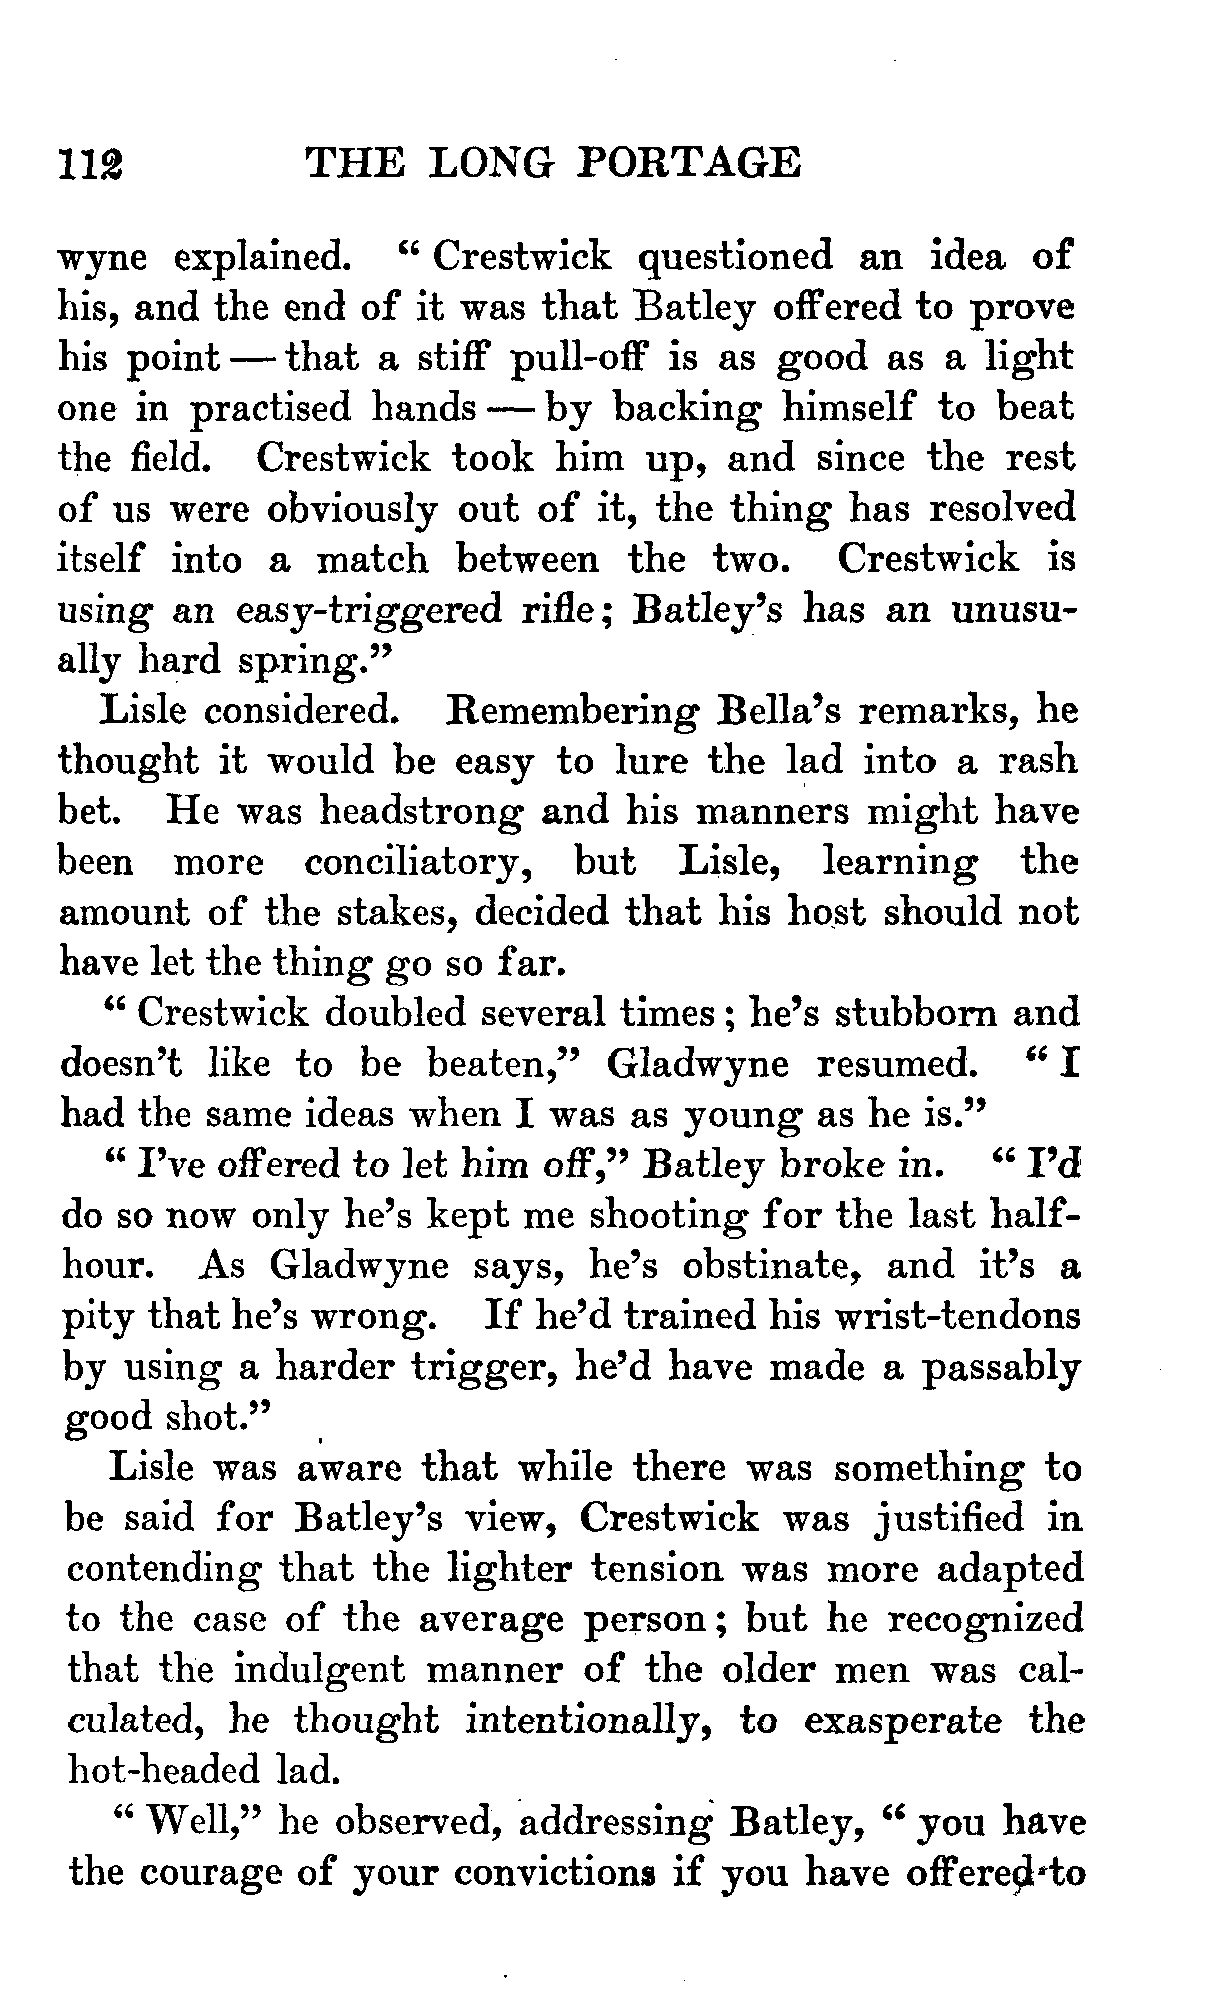 112 THE LONG PORTAGE
wyne explained. "Crestwick questioned an idea of
his, and the end of it was that Batley offered to prove
his point — that a stiff pull-off is as good as a light
one in practised hands — by backing himself to beat
the field. Crestwick took him up, and since the rest
of us were obviously out of it, the thing has resolved
itself into a match between the two. Crestwick is
using an easy-triggered rifle; Batley's has an unusu-
ally hard spring."
Lisle considered. Remembering Bella's remarks, he
thought it would be easy to lure the lad into a rash
bet. He was headstrong and his manners might have
been more conciliatory, but Lisle, learning the
amount of the stakes, decided that his host should not
have let the thing go so far.
"Crestwick doubled several times; he's stubborn and
doesn't like to be beaten," Gladwyne resumed. "I
had the same ideas when I was as young as he is."
"I've offered to let him off," Batley broke in. "I'd
do so now only he's kept me shooting for the last half-
hour. As Gladwyne says, he's obstinate, and it's a
pity that he's wrong. If he'd trained his wrist-tendons
by using a harder trigger, he'd have made a passably
good shot."
Lisle was aware that while there was something to
be said for Batley's view, Crestwick was justified in
contending that the lighter tension was more adapted
to the case of the average person; but he recognized
that the indulgent manner of the older men was cal-
culated, he thought intentionally, to exasperate the
hot-headed lad.
"Well," he observed, addressing Batley, "you have
the courage of your convictions if you have offered to